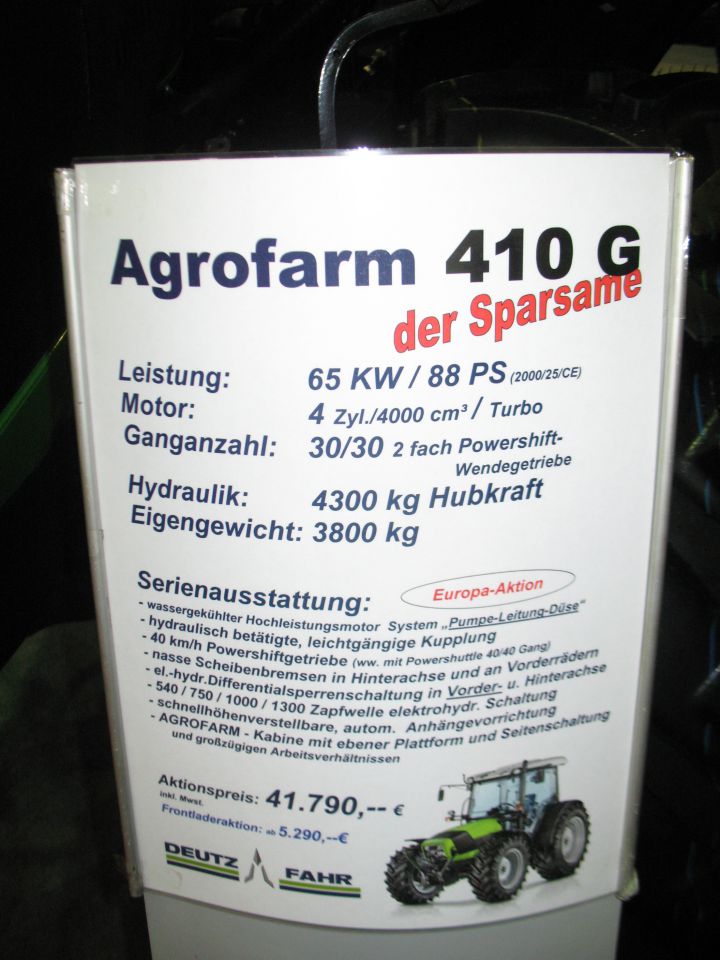 Agrofarm 410 G
der Sparsame
Leistung: 65 KW / 88 PS (2000/25/CE)
Motor: 4 Zyl./4000 cm³ / Turbo
Ganganzahl: 30/30 2 fach Powershift-
Wendegetriebe
Hydraulik: 4300 kg Hubkraft
Eigengewicht: 3800 kg
Serienausstattung: Europa-Aktion
- wassergekühlter Hochleistungsmotor System „Pumpe-Leitung-Düse"
- hydraulisch betätigte, leichtgängige Kupplung
- 40 km/h Powershiftgetriebe (ww. mit Powershuttle 40/40 Gang)
- nasse Scheibenbremsen in Hinterachse und an Vorderrädern
- el.-hydr.Differentialsperrenschaltung in Vorder- u. Hinterachse
- 540 / 750 / 1000 / 1300 Zapfwelle elektrohydr. Schaltung
- schnellhöhenverstellbare, autom. Anhängevorrichtung
- AGROFARM - Kabine mit ebener Plattform und Seitenschaltung
und großzügigen Arbeitsverhältnissen
Aktionspreis: 41.790,-- €
inkl. Mwst.
Frontladeraktion: ab 5.290,--€
DEUTZ FAHR